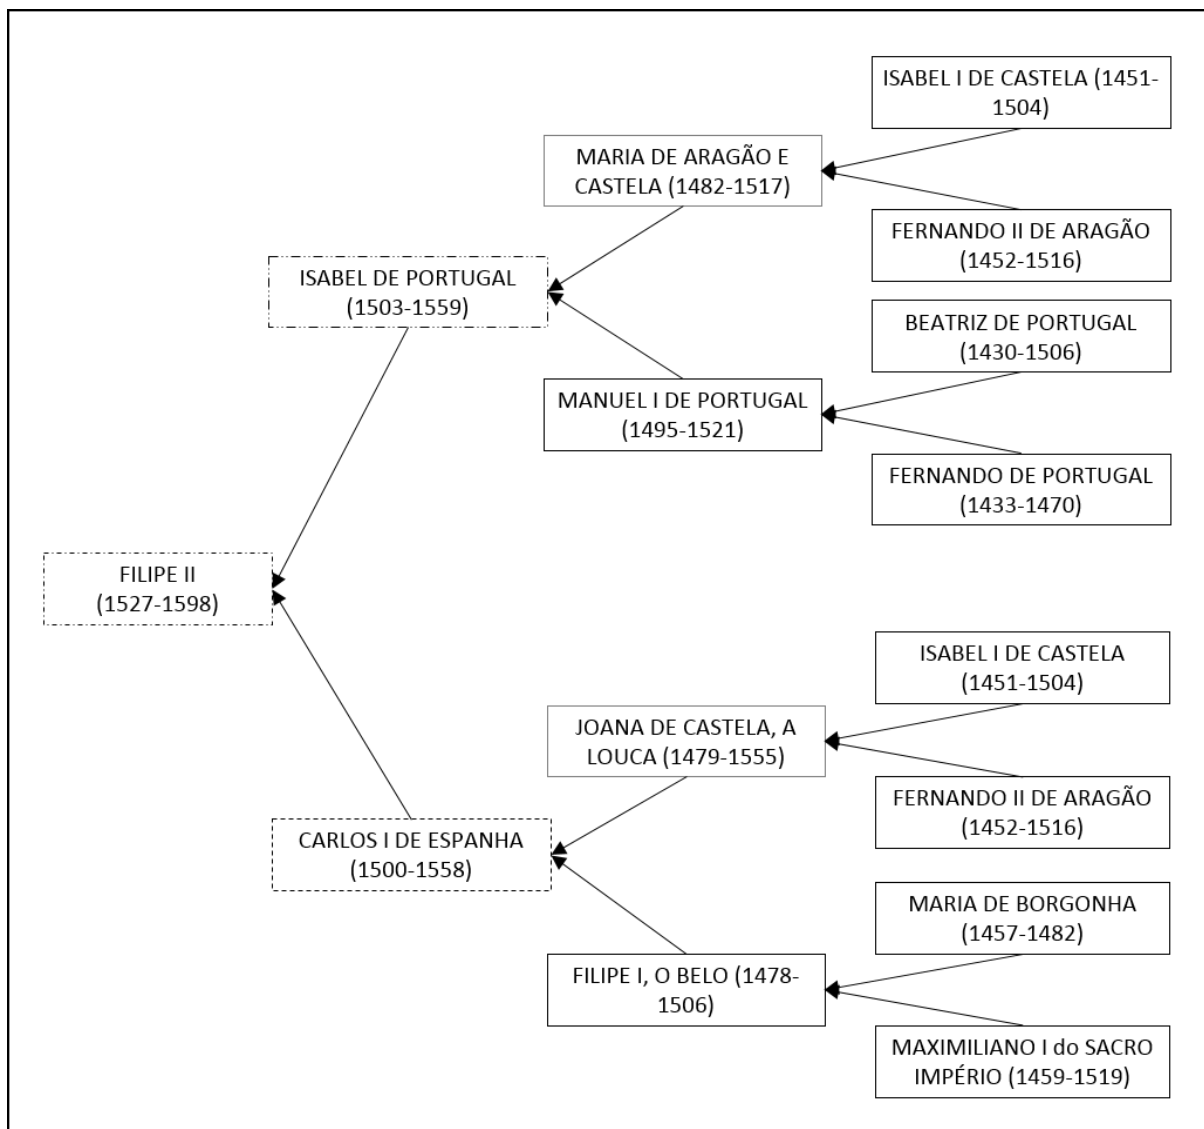 ISABEL I DE CASTELA (1451-
1504)
MARIA DE ARAGÃO E
CASTELA (1482-1517)
FERNANDO II DE ARAGÃO
(1452-1516)
ISABEL DE PORTUGAL
(1503-1559)
BEATRIZ DE PORTUGAL
(1430-1506)
MANUEL I DE PORTUGAL
(1495-1521)
FERNANDO DE PORTUGAL
(1433-1470)
FILIPE II
(1527-1598)
ISABEL I DE CASTELA
(1451-1504)
JOANA DE CASTELA, A
LOUCA (1479-1555)
FERNANDO II DE ARAGÃO
(1452-1516)
CARLOS I DE ESPANHA
(1500-1558)
MARIA DE BORGONHA
(1457-1482)
FILIPE I, O BELO (1478-
1506)
MAXIMILIANO I do SACRO
IMPÉRIO (1459-1519)